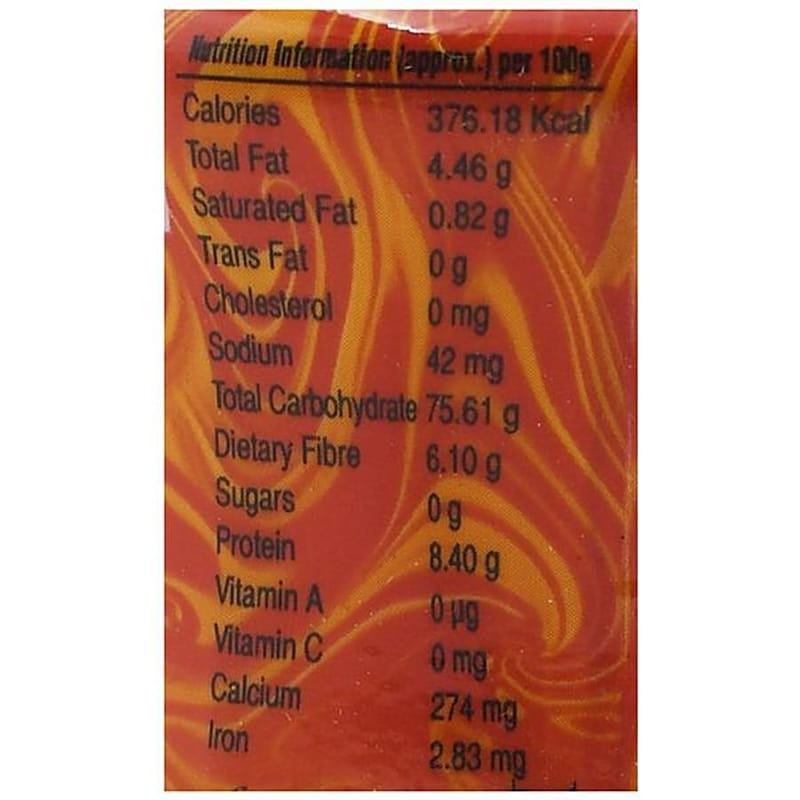 Nutrition Information (approx.) per 100g
Calories 376.18 Kcal
Total Fat 4.46 g
Saturated Fat 0.82 g
Trans Fat 0 g
Cholesterol 0 mg
Sodium 42 mg
Total Carbohydrate 75.61 g
Dietary Fibre 6.10 g
Sugars 0 g
Protein 8.40 g
Vitamin A 0 µg
Vitamin C 0 mg
Calcium 274 mg
Iron 2.83 mg